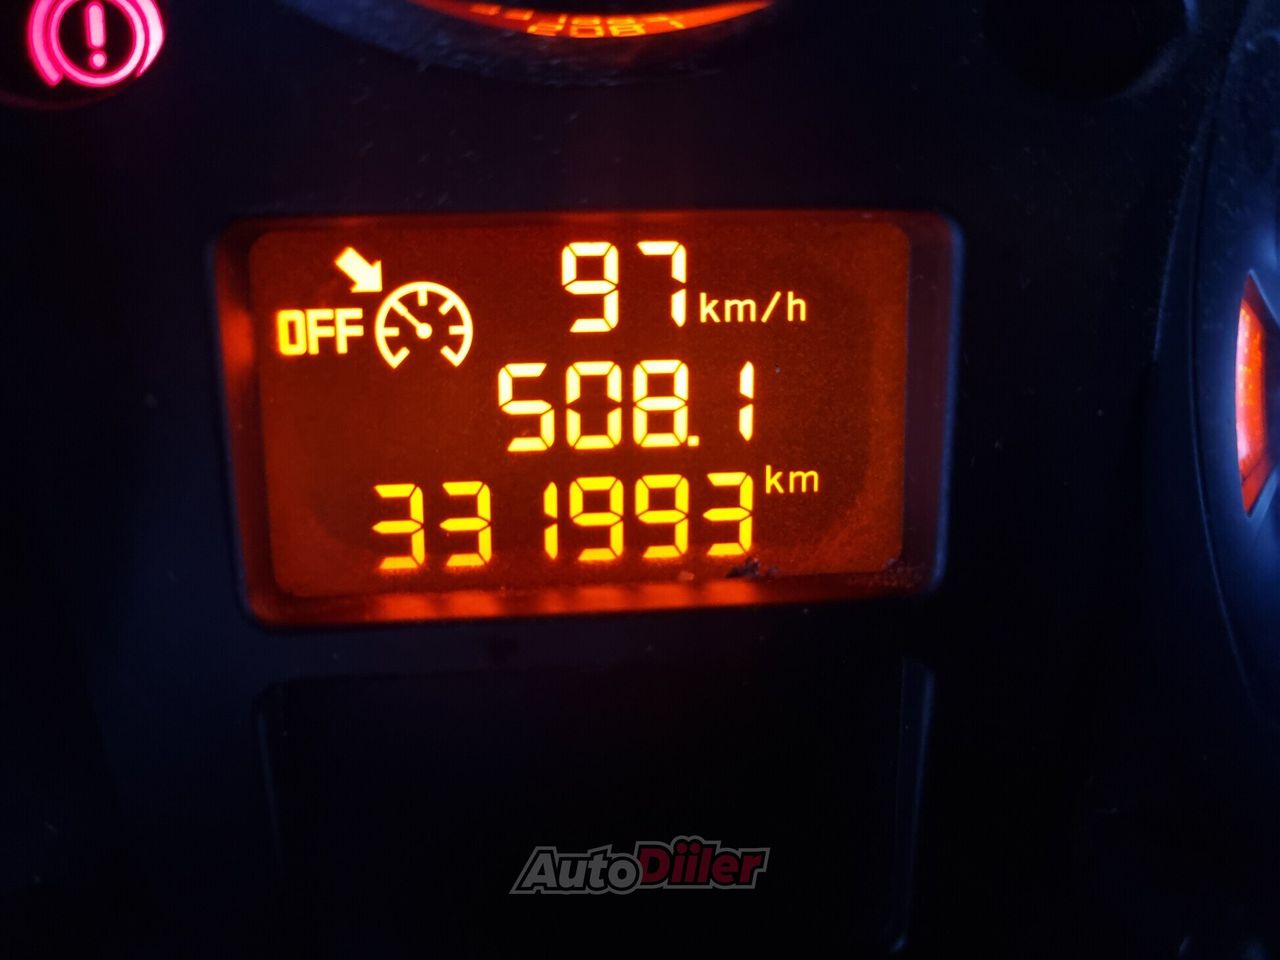 97 km/h
OFF
508.1
331993 km
AutoDiiler